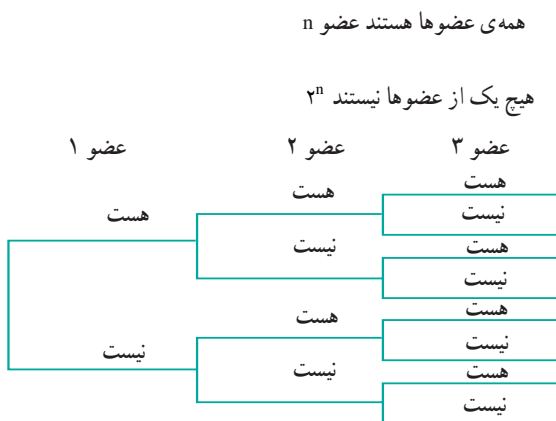 همه‌ی عضوها هستند عضو n
هیچ یک از عضوها نیستند ۲ⁿ
عضو ۱
عضو ۲
عضو ۳
هست
نیست
هست
نیست
هست
نیست
هست
نیست
هست
نیست
هست
نیست
هست
نیست